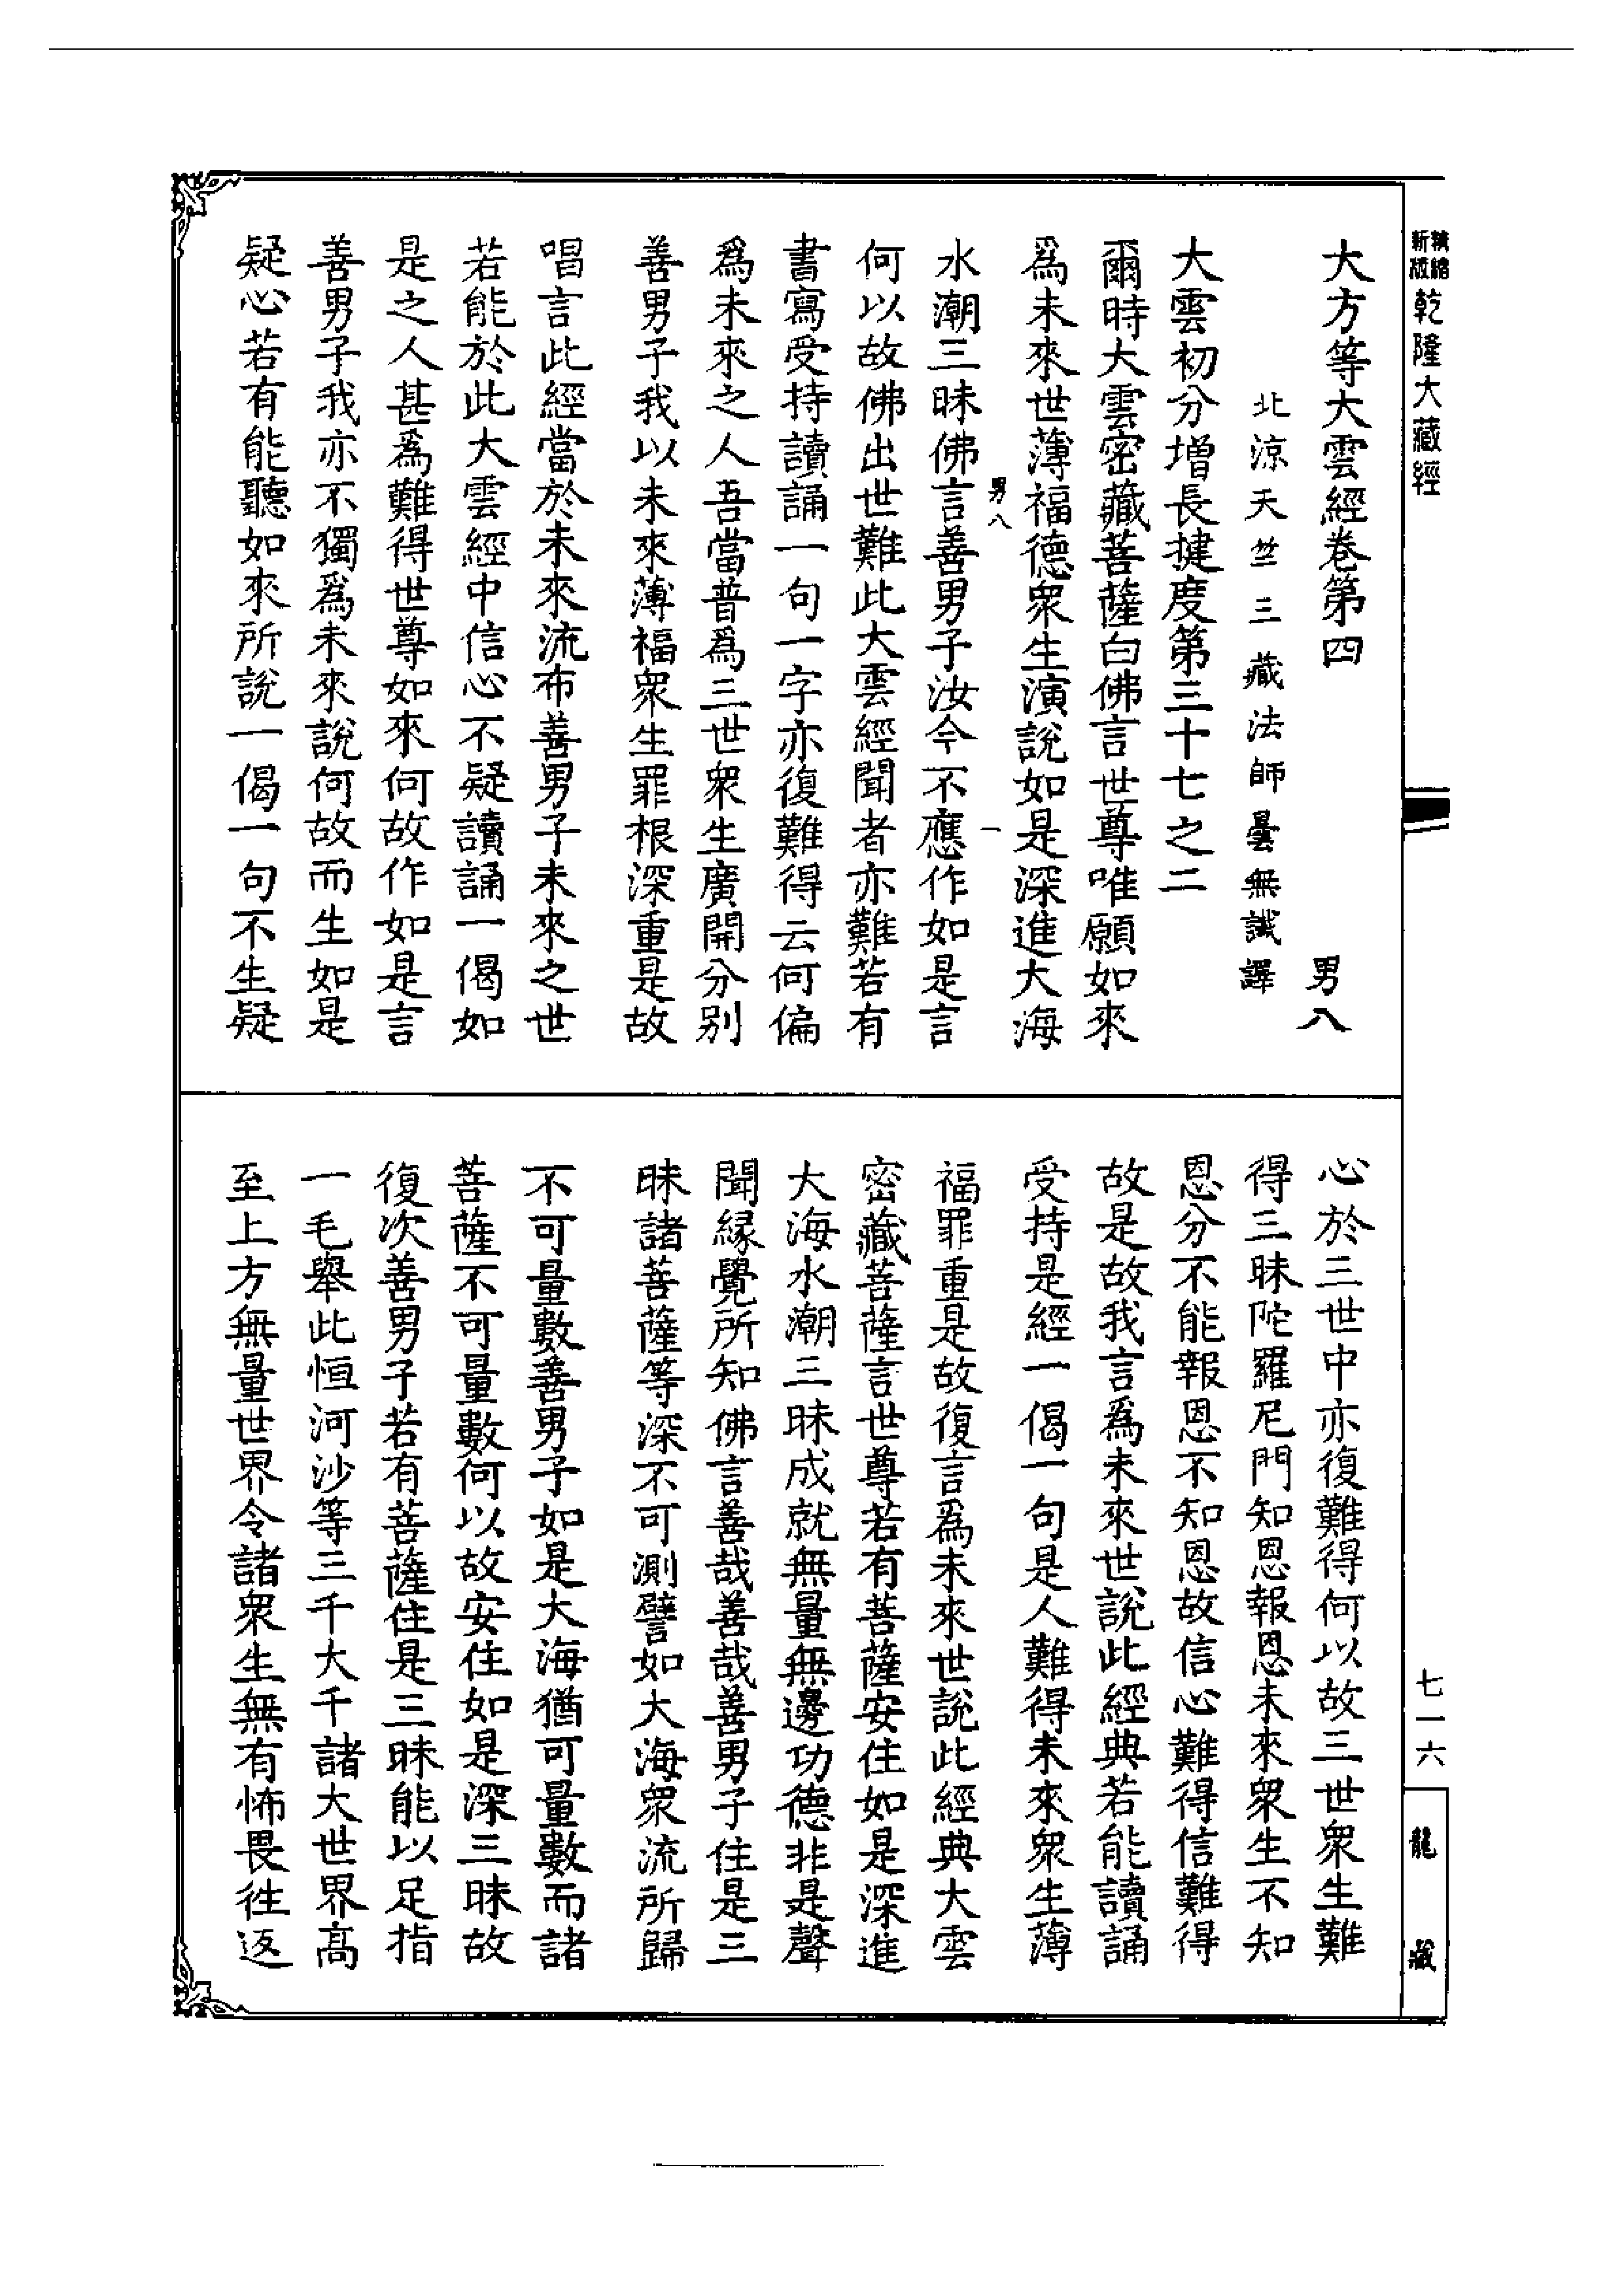 新版精縮乾隆大藏經
大方等大雲經卷第四 男八
北涼天竺三藏法師曇無讖譯
大雲初分增長揵度第三十七之二
爾時大雲密藏菩薩白佛言世尊唯願如來
爲未來世薄福德衆生演說如是深進大海
男八 一
水潮三昧佛言善男子汝今不應作如是言
何以故佛出世難此大雲經聞者亦難若有
書寫受持讀誦一句一字亦復難得云何偏
爲未來之人吾當普爲三世衆生廣開分別
善男子我以未來薄福衆生罪根深重是故
唱言此經當於未來流布善男子未來之世
若能於此大雲經中信心不疑讀誦一偈如
是之人甚爲難得世尊如來何故作如是言
善男子我亦不獨爲未來說何故而生如是
疑心若有能聽如來所說一偈一句不生疑
心於三世中亦復難得何以故三世衆生難
得三昧陀羅尼門知恩報恩未來衆生不知
恩分不能報恩不知恩故信心難得信難得
故是故我言爲未來世說此經典若能讀誦
受持是經一偈一句是人難得未來衆生薄
福罪重是故復言爲未來世說此經典大雲
密藏菩薩言世尊若有菩薩安住如是深進
大海水潮三昧成就無量無邊功德非是聲
聞緣覺所知佛言善哉善哉善男子住是三
昧諸菩薩等深不可測譬如大海衆流所歸
不可量數善男子如是大海猶可量數而諸
菩薩不可量數何以故安住如是深三昧故
復次善男子若有菩薩住是三昧能以足指
一毛舉此恒河沙等三千大千諸大世界高
至上方無量世界令諸衆生無有怖畏徃返
七一六
龍藏